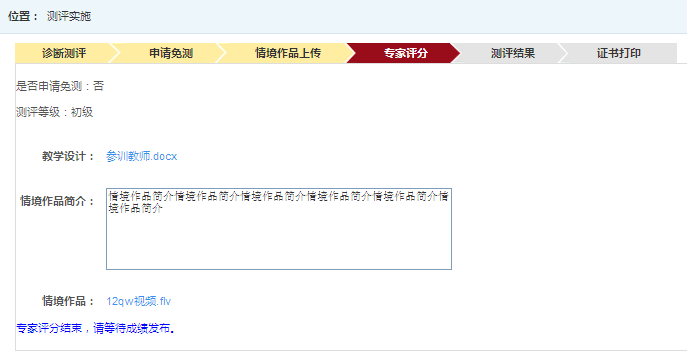 位置： 测评实施
诊断测评 申请免测 情境作品上传 专家评分 测评结果 证书打印
是否申请免测：否
测评等级：初级
教学设计： 参训教师.docx
情境作品简介： 情境作品简介情境作品简介情境作品简介情境作品简介情境作品简介情
境作品简介
情境作品： 12qw视频.flv
专家评分结束，请等待成绩发布。